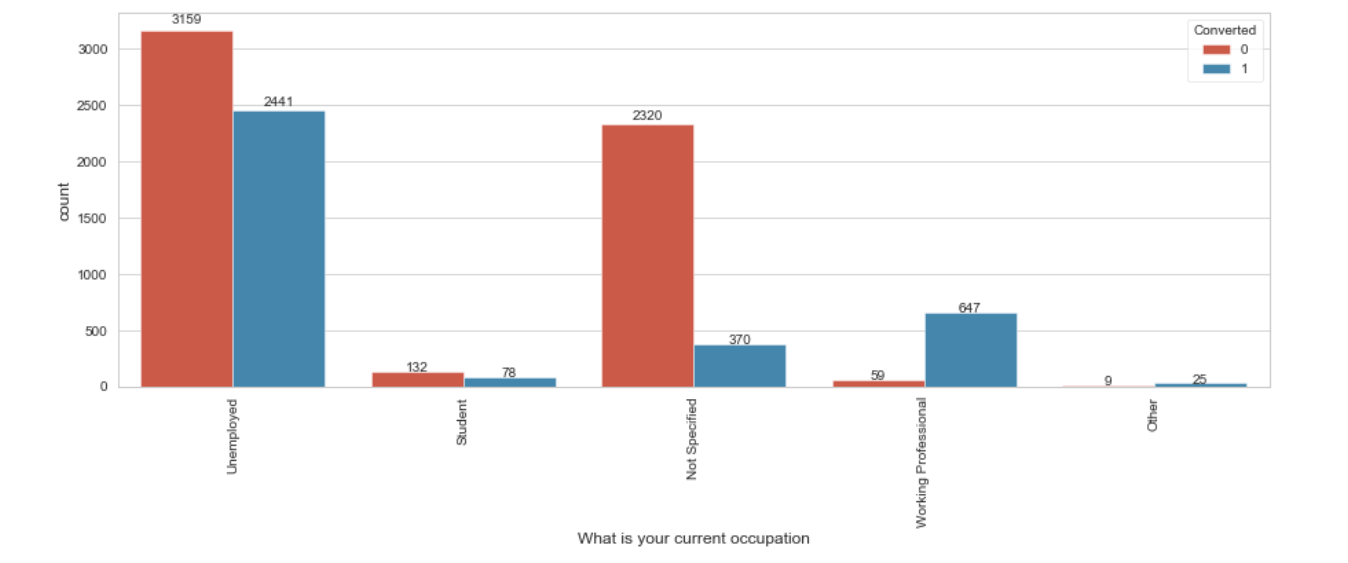 3159
Converted
0
1
3000
2500
2441
2320
2000
count
1500
1000
647
500
370
132
78
59
9
25
0
Unemployed
Student
Not Specified
Working Professional
Other
What is your current occupation